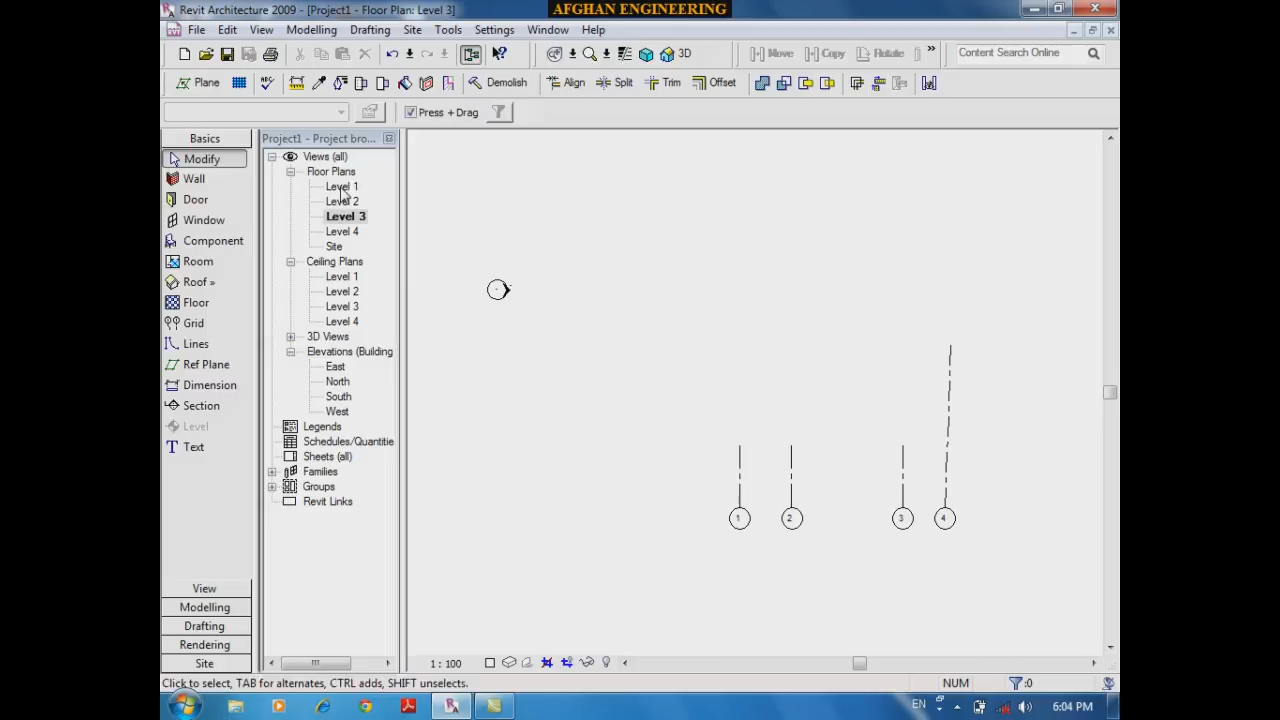 AFGHAN ENGINEERING
Revit Architecture 2009 - [Project1 - Floor Plan: Level 3]
File Edit View Modelling Drafting Site Tools Settings Window Help
3D Move Copy Rotate » Content Search Online
Plane Demolish Align Split Trim Offset
Press + Drag
Basics
Modify
Wall
Door
Window
Component
Room
Roof »
Floor
Grid
Lines
Ref Plane
Dimension
Section
Level
Text
View
Modelling
Drafting
Rendering
Site
Project1 - Project bro...
Views (all)
Floor Plans
Level 1
Level 2
Level 3
Level 4
Site
Ceiling Plans
Level 1
Level 2
Level 3
Level 4
3D Views
Elevations (Building
East
North
South
West
Legends
Schedules/Quantitie
Sheets (all)
Families
Groups
Revit Links
1 2 3 4
1 : 100
Click to select, TAB for alternates, CTRL adds, SHIFT unselects. NUM :0
EN 6:04 PM